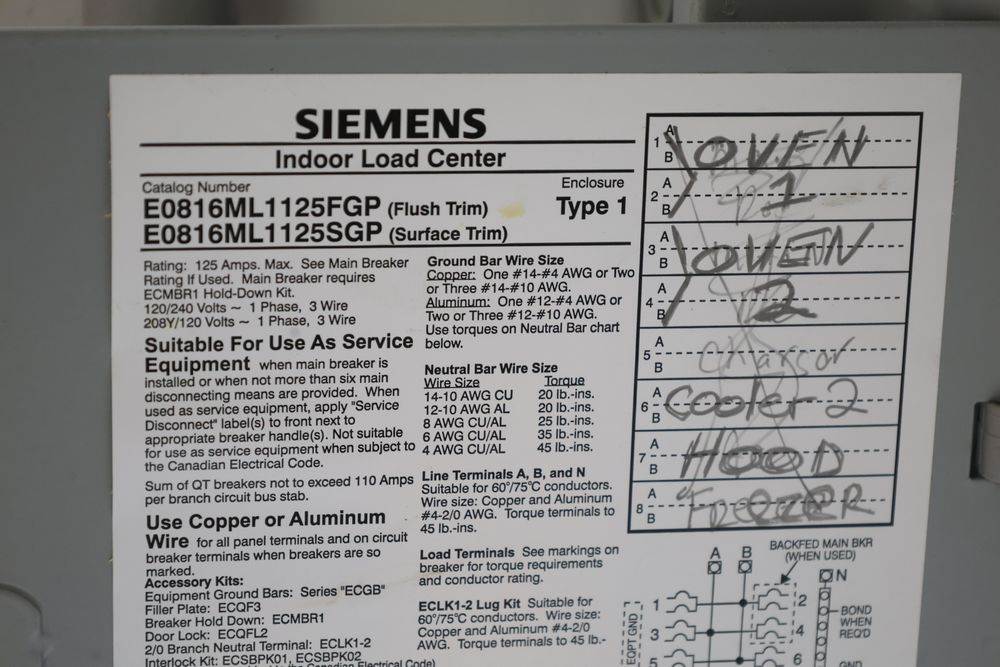 SIEMENS
Indoor Load Center
Catalog Number
Enclosure
E0816ML1125FGP (Flush Trim)
Type 1
E0816ML1125SGP (Surface Trim)
Rating: 125 Amps. Max. See Main Breaker
Rating If Used. Main Breaker requires
ECMBR1 Hold-Down Kit.
120/240 Volts ~ 1 Phase, 3 Wire
208Y/120 Volts ~ 1 Phase, 3 Wire
Suitable For Use As Service
Equipment when main breaker is
installed or when not more than six main
disconnecting means are provided. When
used as service equipment, apply "Service
Disconnect" label(s) to front next to
appropriate breaker handle(s). Not suitable
for use as service equipment when subject to
the Canadian Electrical Code.
Sum of QT breakers not to exceed 110 Amps
per branch circuit bus stab.
Use Copper or Aluminum
Wire for all panel terminals and on circuit
breaker terminals when breakers are so
marked.
Accessory Kits:
Equipment Ground Bars: Series "ECGB"
Filler Plate: ECQF3
Breaker Hold Down: ECMBR1
Door Lock: ECQFL2
2/0 Branch Neutral Terminal: ECLK1-2
Interlock Kit: ECSBPK01, ECSBPK02
Canadian Electrical Code)
Ground Bar Wire Size
Copper: One #14-#4 AWG or Two
or Three #14-#10 AWG.
Aluminum: One #12-#4 AWG or
Two or Three #12-#10 AWG.
Use torques on Neutral Bar chart
below.
Neutral Bar Wire Size
Wire Size Torque
14-10 AWG CU 20 lb.-ins.
12-10 AWG AL 20 lb.-ins.
8 AWG CU/AL 25 lb.-ins.
6 AWG CU/AL 35 lb.-ins.
4 AWG CU/AL 45 lb.-ins.
Line Terminals A, B, and N
Suitable for 60°/75°C conductors.
Wire size: Copper and Aluminum
#4-2/0 AWG. Torque terminals to
45 lb.-ins.
Load Terminals See markings on
breaker for torque requirements
and conductor rating.
ECLK1-2 Lug Kit Suitable for
60°/75°C conductors. Wire size:
Copper and Aluminum #4-2/0
AWG. Torque terminals to 45 lb.-
1 A B OVEN
2 A B 1
3 A B OVEN
4 A B 2
5 A B
6 A B Cooler 2
7 A B HOOD
8 A B FREEZER
BACKFED MAIN BKR
(WHEN USED)
A B N
1 2
3 4
5 6
EQPT GND
BOND
WHEN
REQ'D
GND